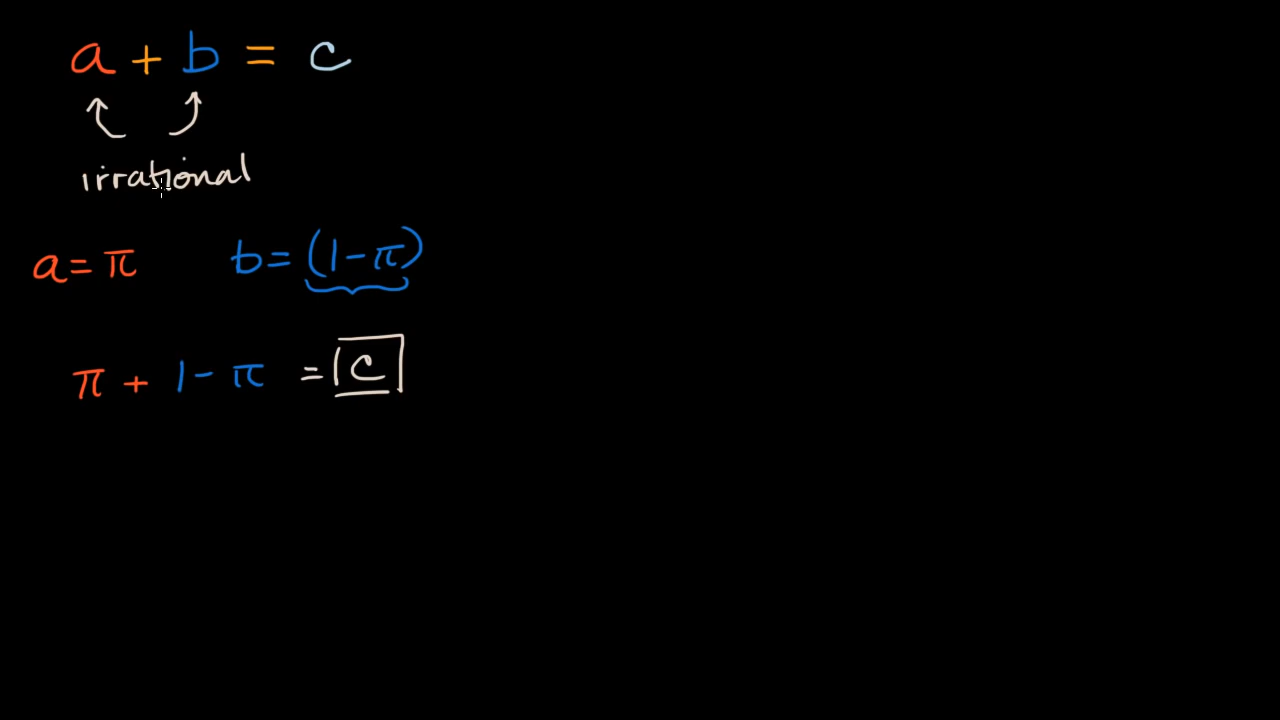 a + b = c
irrational
a = π b = (1 - π)
π + 1 - π = c